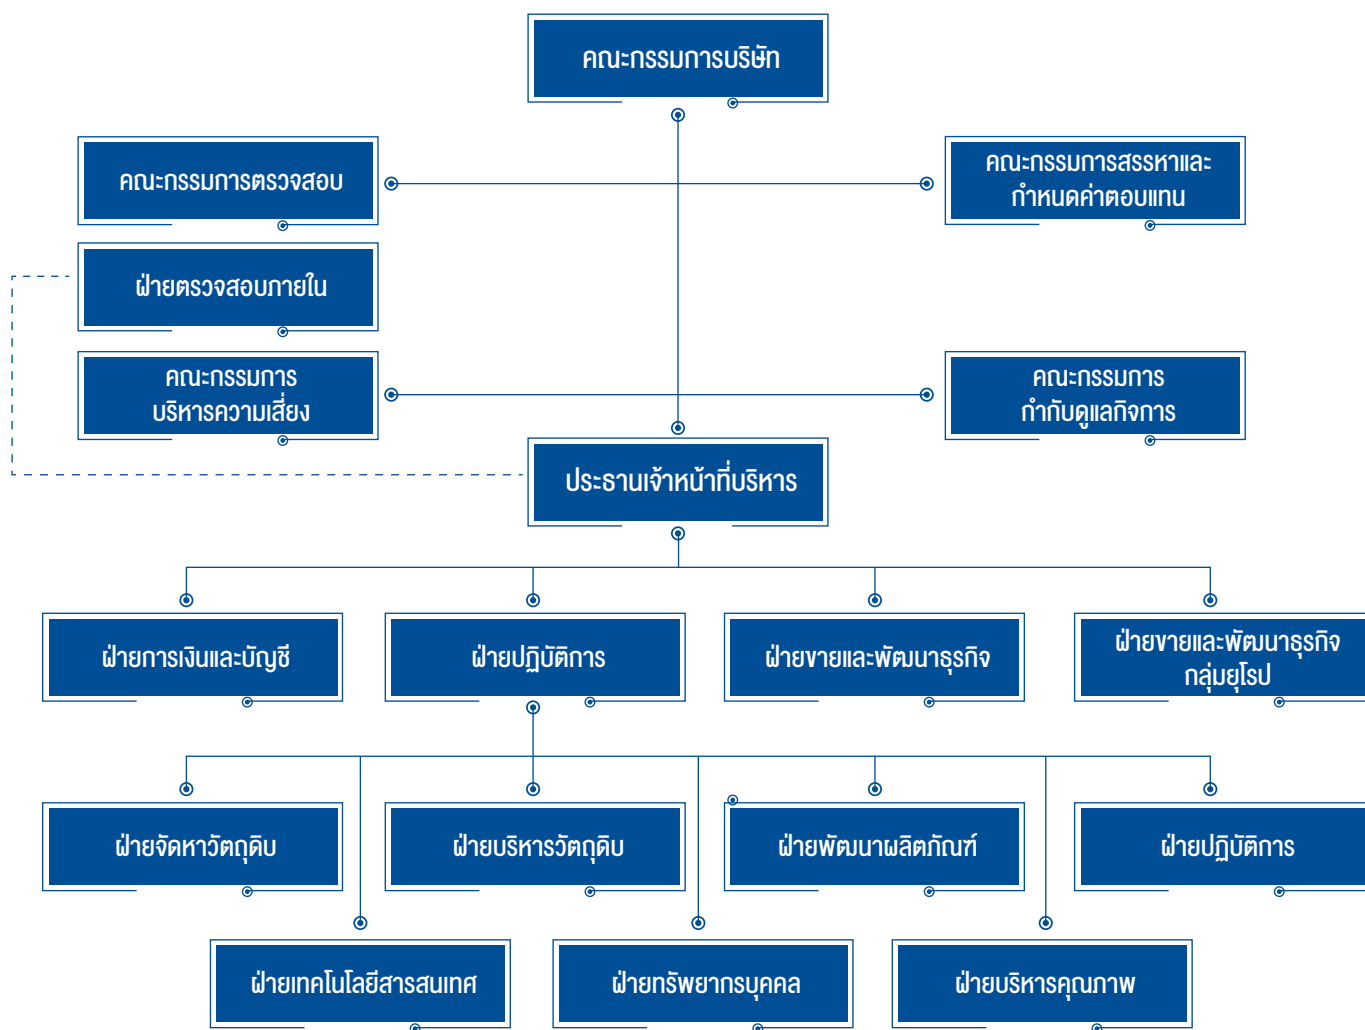 คณะกรรมการบริษัท
คณะกรรมการตรวจสอบ
คณะกรรมการสรรหาและ
กำหนดค่าตอบแทน
ฝ่ายตรวจสอบภายใน
คณะกรรมการ
บริหารความเสี่ยง
คณะกรรมการ
กำกับดูแลกิจการ
ประธานเจ้าหน้าที่บริหาร
ฝ่ายการเงินและบัญชี
ฝ่ายปฏิบัติการ
ฝ่ายขายและพัฒนาธุรกิจ
ฝ่ายขายและพัฒนาธุรกิจ
กลุ่มยุโรป
ฝ่ายจัดหาวัตถุดิบ
ฝ่ายบริหารวัตถุดิบ
ฝ่ายพัฒนาผลิตภัณฑ์
ฝ่ายปฏิบัติการ
ฝ่ายเทคโนโลยีสารสนเทศ
ฝ่ายทรัพยากรบุคคล
ฝ่ายบริหารคุณภาพ